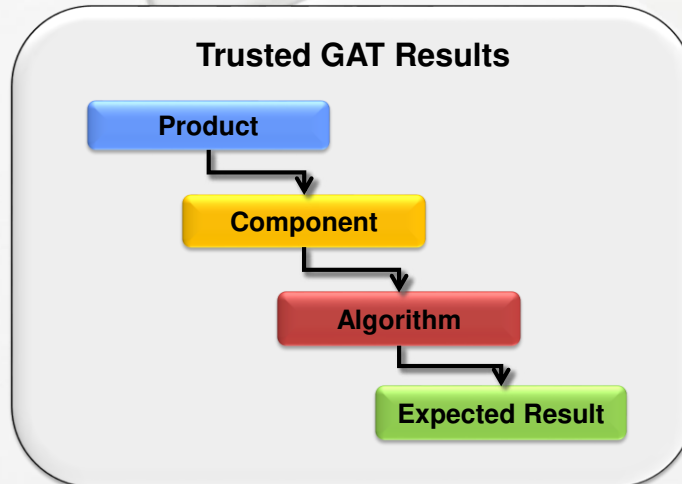 Trusted GAT Results
Product
Component
Algorithm
Expected Result